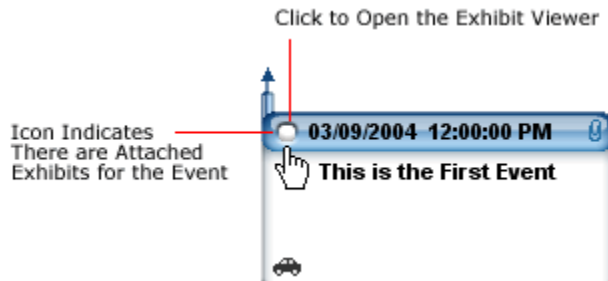 Click to Open the Exhibit Viewer
Icon Indicates
There are Attached
Exhibits for the Event
03/09/2004 12:00:00 PM
This is the First Event